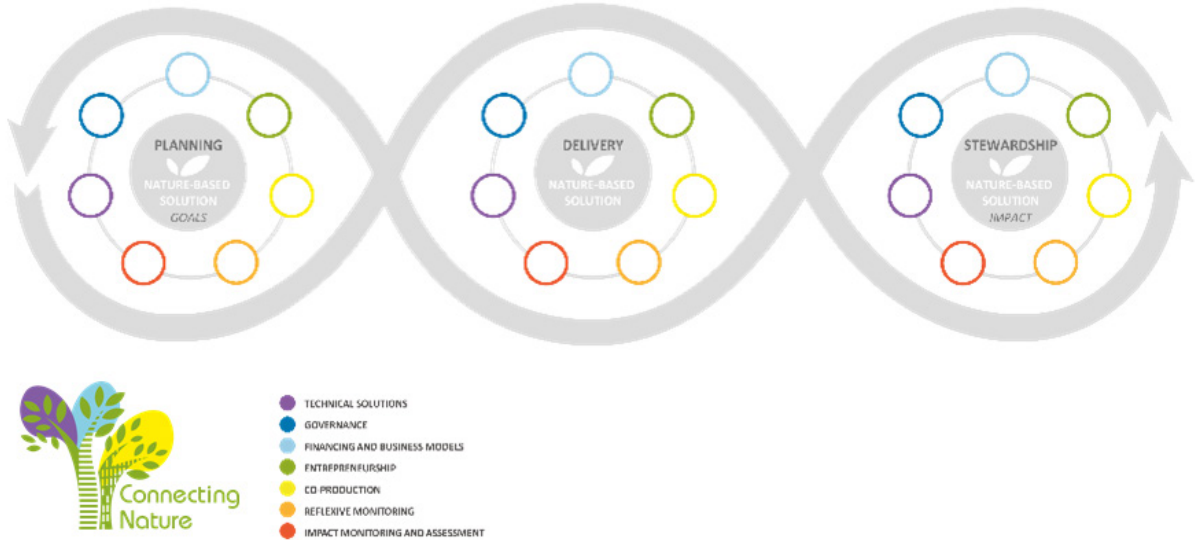 PLANNING
NATURE-BASED
SOLUTION
GOALS
DELIVERY
NATURE-BASED
SOLUTION
STEWARDSHIP
NATURE-BASED
SOLUTION
IMPACT
Connecting
Nature
TECHNICAL SOLUTIONS
GOVERNANCE
FINANCING AND BUSINESS MODELS
ENTREPRENEURSHIP
CO-PRODUCTION
REFLEXIVE MONITORING
IMPACT MONITORING AND ASSESSMENT